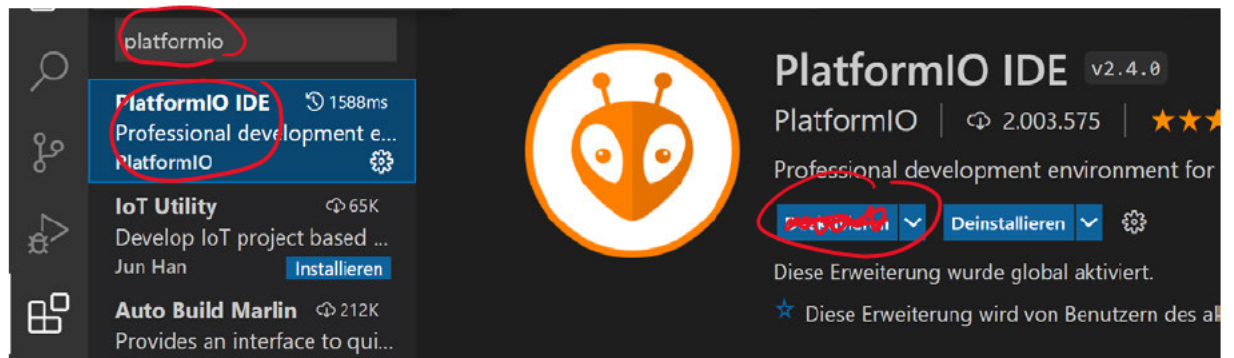 platformio
PlatformIO IDE 1588ms
Professional development e...
PlatformIO
IoT Utility 65K
Develop IoT project based ...
Jun Han Installieren
Auto Build Marlin 212K
Provides an interface to qui...
PlatformIO IDE v2.4.0
PlatformIO 2.003.575
Professional development environment for
Deinstallieren
Diese Erweiterung wurde global aktiviert.
Diese Erweiterung wird von Benutzern des